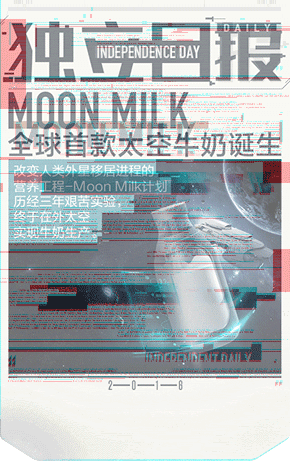 独立日报
DAILY
INDEPENDENCE DAY
MOON MILK
全球首款太空牛奶诞生
改变人类外星移居进程的
营养工程-Moon Milk计划
历经三年艰苦实验，
终于在外太空
实现牛奶生产
INDEPENDENT DAILY
2—0—1—8